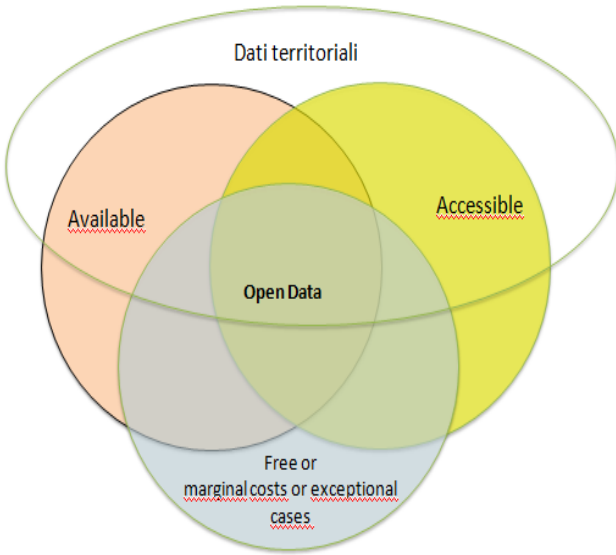 Dati territoriali
Available
Accessible
Open Data
Free or
marginal costs or exceptional
cases